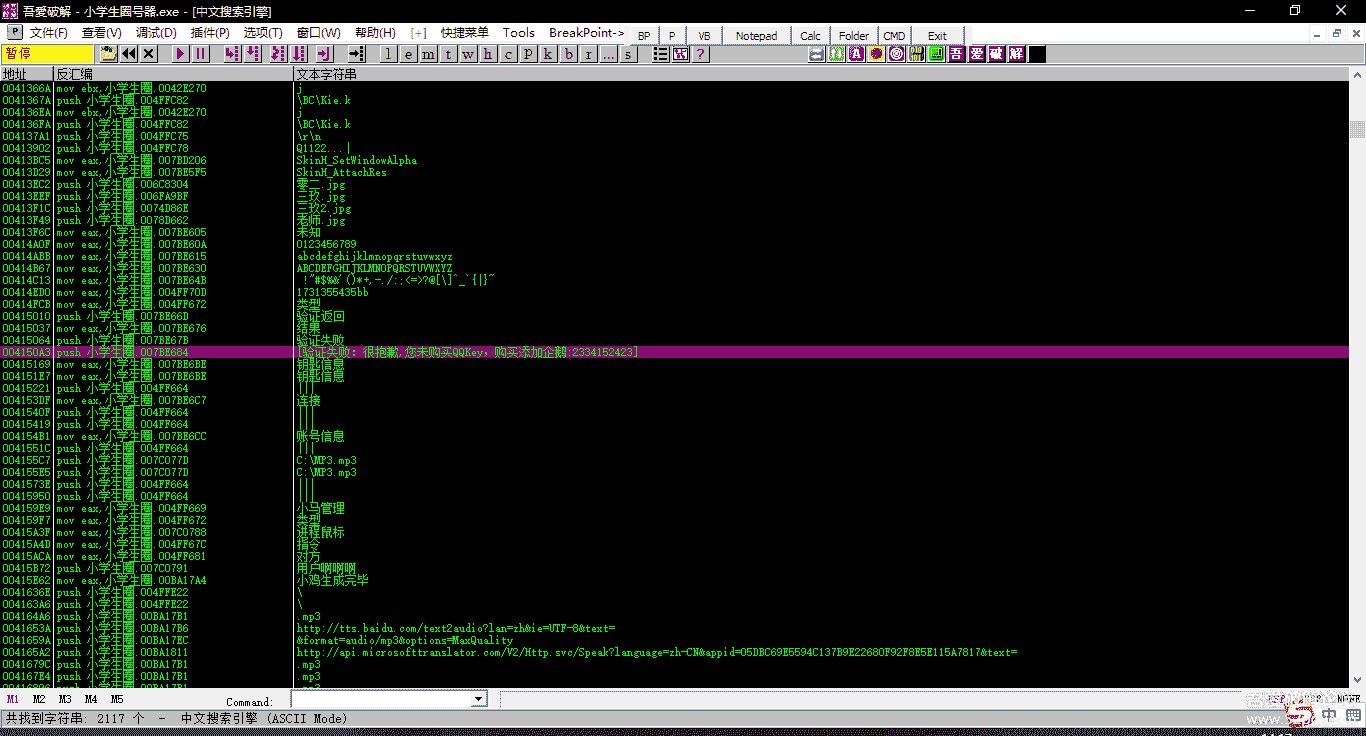 吾愛破解 - 小学生圈号器.exe - [中文搜索引擎]
文件(F) 查看(V) 调试(D) 插件(P) 选项(T) 窗口(W) 帮助(H) [+] 快捷菜单 Tools BreakPoint-> BP P VB Notepad Calc Folder CMD Exit
暂停 l e m t w h c p k b r ... s ? 吾 爱 破 解
地址 反汇编 文本字符串
0041366A mov ebx,小学生圈.0042E270 j
0041367A push 小学生圈.004FFC82 \BC\Kie.k
004136EA mov ebx,小学生圈.0042E270 j
004136FA push 小学生圈.004FFC82 \BC\Kie.k
004137A1 push 小学生圈.004FFC75 \r\n
00413902 push 小学生圈.004FFC78 Q1122...|
00413BC5 mov eax,小学生圈.007BD206 SkinH_SetWindowAlpha
00413D29 mov eax,小学生圈.007BE5F5 SkinH_AttachRes
00413EC2 push 小学生圈.006C8304 零二.jpg
00413EEF push 小学生圈.006FA9BF 三玖.jpg
00413F1C push 小学生圈.0074D86E 三玖2.jpg
00413F49 push 小学生圈.0078D662 老师.jpg
00413F6C mov eax,小学生圈.007BE605 未知
00414A0F mov eax,小学生圈.007BE60A 0123456789
00414ABB mov eax,小学生圈.007BE615 abcdefghijklmnopqrstuvwxyz
00414B67 mov eax,小学生圈.007BE630 ABCDEFGHIJKLMNOPQRSTUVWXYZ
00414C13 mov eax,小学生圈.007BE64B !"#$%&'()*+,-./:;<=>?@[\]^_`{|}~
00414ED0 mov eax,小学生圈.004FF70D 1731355435bb
00414FCB mov eax,小学生圈.004FF672 类型
00415010 push 小学生圈.007BE66D 验证返回
00415037 mov eax,小学生圈.007BE676 结果
00415064 push 小学生圈.007BE67B 验证失败
004150A3 push 小学生圈.007BE684 [验证失败：很抱歉,您未购买QQKey，购买添加企鹅:2334152423]
00415169 mov eax,小学生圈.007BE6BE 钥匙信息
004151E7 mov eax,小学生圈.007BE6BE 钥匙信息
00415221 push 小学生圈.004FF664 |||
004153DF mov eax,小学生圈.007BE6C7 连接
0041540F push 小学生圈.004FF664 |||
00415419 push 小学生圈.004FF664 |||
004154B1 mov eax,小学生圈.007BE6CC 账号信息
0041551C push 小学生圈.004FF664 |||
004155C7 push 小学生圈.007C077D C:\MP3.mp3
004155E5 push 小学生圈.007C077D C:\MP3.mp3
0041573E push 小学生圈.004FF664 |||
00415950 push 小学生圈.004FF664 |||
004159E9 mov eax,小学生圈.004FF669 小马管理
004159F7 mov eax,小学生圈.004FF672 类型
00415A3F mov eax,小学生圈.007C0788 进程鼠标
00415A4D mov eax,小学生圈.004FF67C 指令
00415ACA mov eax,小学生圈.004FF681 对方
00415B72 push 小学生圈.007C0791 用户啊啊啊
00415E62 mov eax,小学生圈.00BA17A4 小鸡生成完毕
0041636E push 小学生圈.004FFE22 \
004163A6 push 小学生圈.004FFE22 \
004164A6 push 小学生圈.00BA17B1 .mp3
0041653A push 小学生圈.00BA17B6 http://tts.baidu.com/text2audio?lan=zh&ie=UTF-8&text=
0041659A push 小学生圈.00BA17EC &format=audio/mp3&options=MaxQuality
004165A2 push 小学生圈.00BA1811 http://api.microsofttranslator.com/V2/Http.svc/Speak?language=zh-CN&appid=05DBC69E5594C137B9E22680F92F8E5E115A7817&text=
0041679C push 小学生圈.00BA17B1 .mp3
004167E4 push 小学生圈.00BA17B1 .mp3
M1 M2 M3 M4 M5 Command: NONE
共找到字符串: 2117 个 - 中文搜索引擎 (ASCII Mode) 中